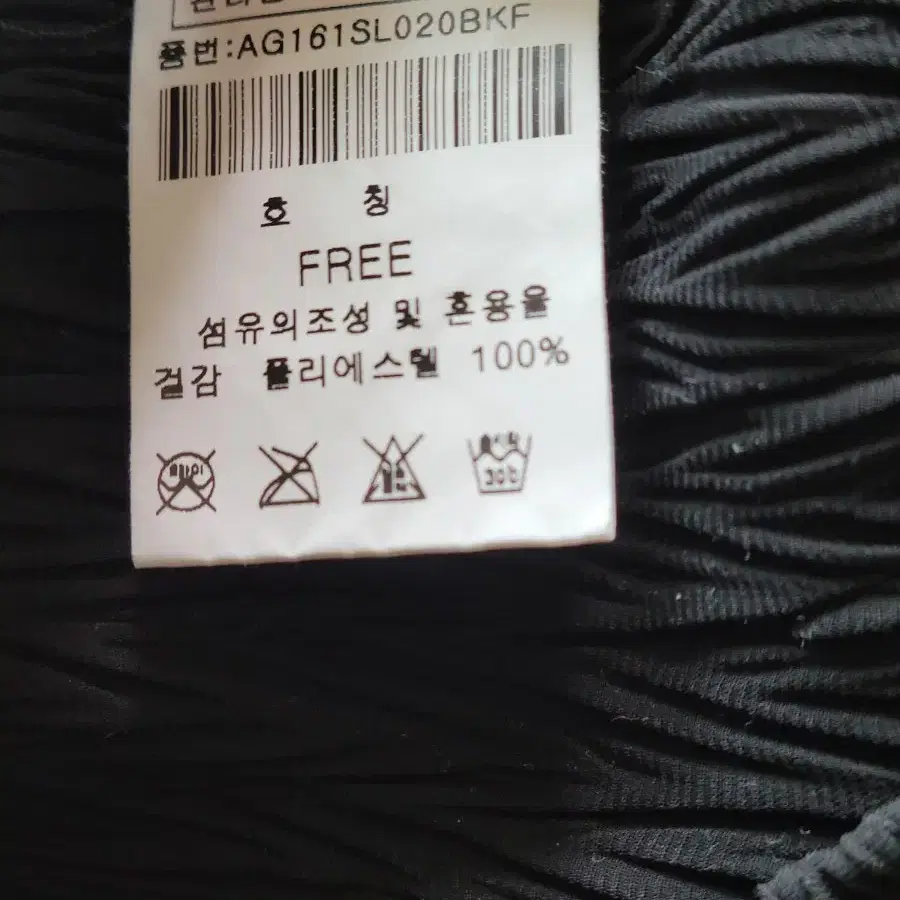 품번:AG161SL020BKF
호 칭
FREE
섬유의조성 및 혼용율
겉감 폴리에스텔 100%